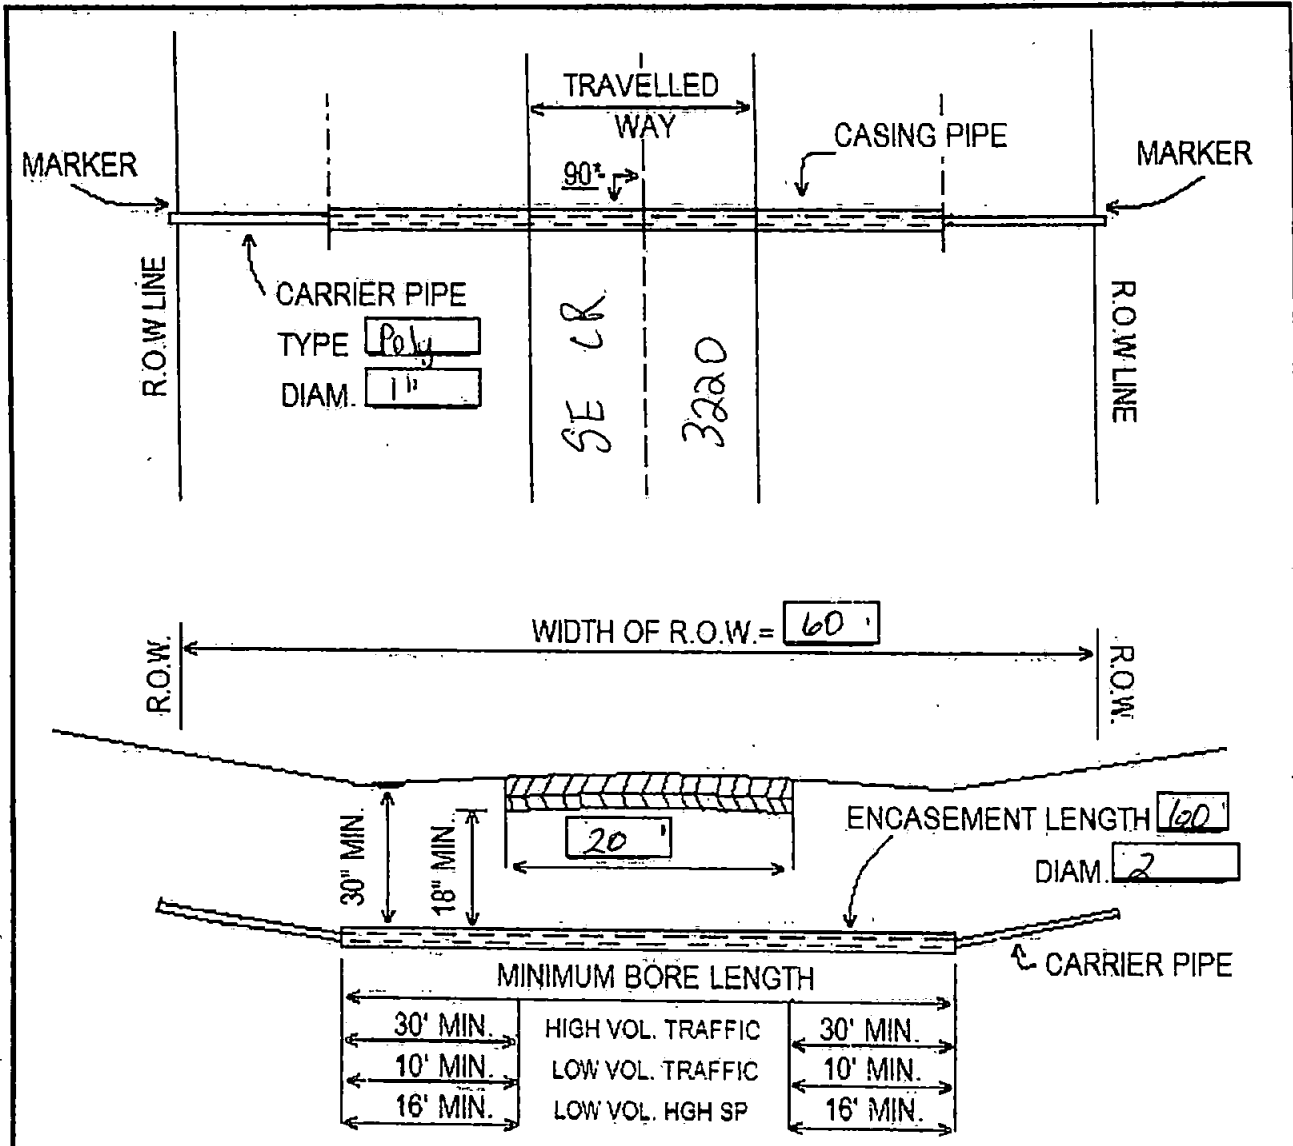 TRAVELLED
WAY
CASING PIPE
MARKER
MARKER
90°
R.O.W LINE
CARRIER PIPE
TYPE Poly
DIAM. 1"
SE CR
3220
R.O.W LINE
WIDTH OF R.O.W. = 60 '
R.O.W.
R.O.W.
30" MIN.
18" MIN.
20 '
ENCASEMENT LENGTH 60'
DIAM. 2
CARRIER PIPE
MINIMUM BORE LENGTH
30' MIN. HIGH VOL. TRAFFIC 30' MIN.
10' MIN. LOW VOL. TRAFFIC 10' MIN.
16' MIN. LOW VOL. HGH SP 16' MIN.